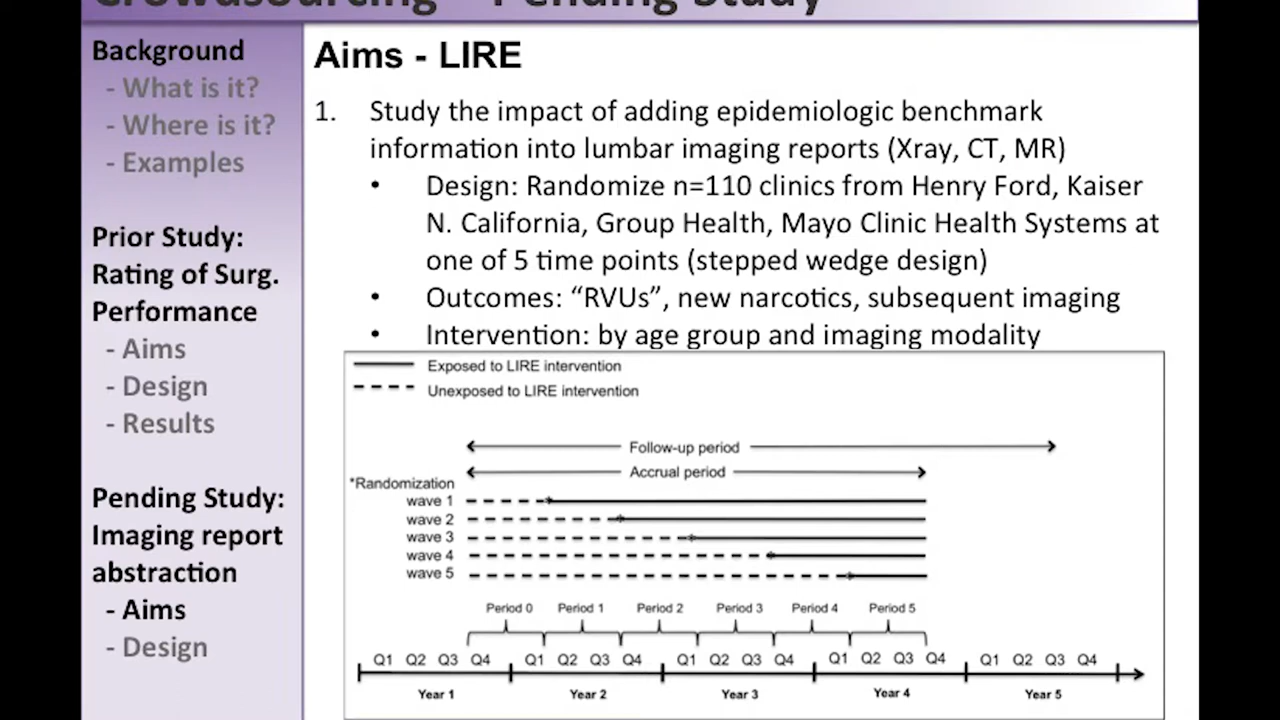 Crowdsourcing – Pending Study
Background
- What is it?
- Where is it?
- Examples
Prior Study:
Rating of Surg.
Performance
- Aims
- Design
- Results
Pending Study:
Imaging report
abstraction
- Aims
- Design
Aims - LIRE
1. Study the impact of adding epidemiologic benchmark
information into lumbar imaging reports (Xray, CT, MR)
• Design: Randomize n=110 clinics from Henry Ford, Kaiser
N. California, Group Health, Mayo Clinic Health Systems at
one of 5 time points (stepped wedge design)
• Outcomes: “RVUs”, new narcotics, subsequent imaging
• Intervention: by age group and imaging modality
Exposed to LIRE intervention
Unexposed to LIRE intervention
Follow-up period
Accrual period
*Randomization
wave 1
wave 2
wave 3
wave 4
wave 5
Period 0 Period 1 Period 2 Period 3 Period 4 Period 5
Q1 Q2 Q3 Q4 Q1 Q2 Q3 Q4 Q1 Q2 Q3 Q4 Q1 Q2 Q3 Q4 Q1 Q2 Q3 Q4
Year 1 Year 2 Year 3 Year 4 Year 5